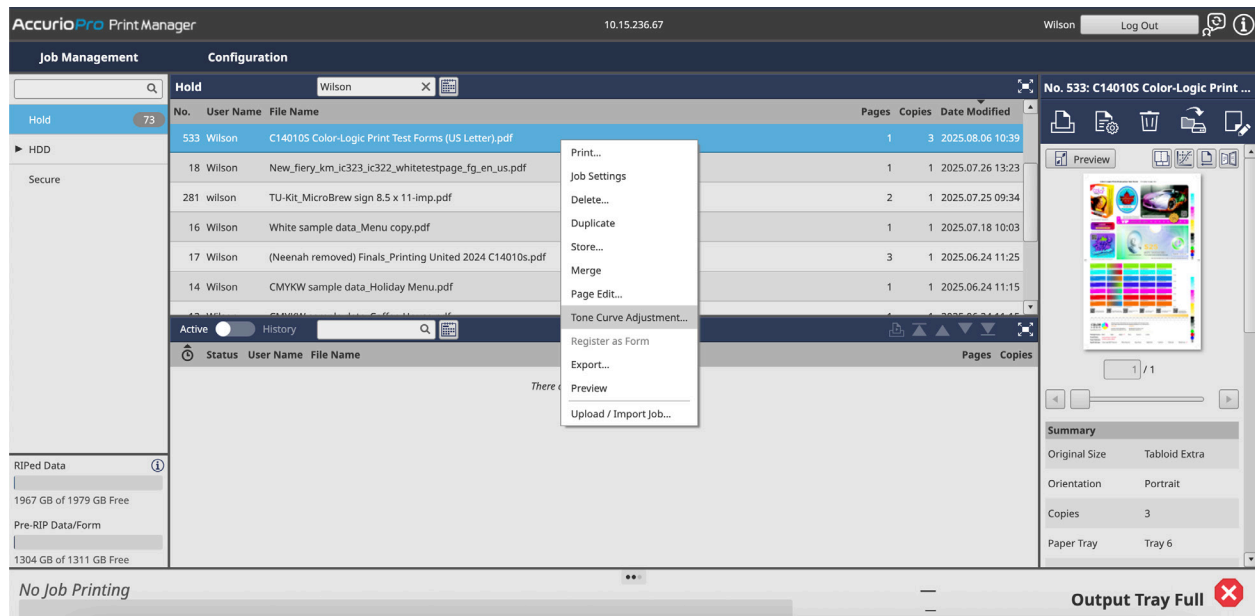 AccurioPro Print Manager
10.15.236.67
Wilson Log Out
Job Management Configuration
Hold 73
HDD
Secure
RIPed Data
1967 GB of 1979 GB Free
Pre-RIP Data/Form
1304 GB of 1311 GB Free
Hold Wilson
No. User Name File Name Pages Copies Date Modified
533 Wilson C14010S Color-Logic Print Test Forms (US Letter).pdf 1 3 2025.08.06 10:39
18 Wilson New_fiery_km_ic323_ic322_whitetestpage_fg_en_us.pdf 1 1 2025.07.26 13:23
281 wilson TU-Kit_MicroBrew sign 8.5 x 11-imp.pdf 2 1 2025.07.25 09:34
16 Wilson White sample data_Menu copy.pdf 1 1 2025.07.18 10:03
17 Wilson (Neenah removed) Finals_Printing United 2024 C14010s.pdf 3 1 2025.06.24 11:25
14 Wilson CMYKW sample data_Holiday Menu.pdf 1 1 2025.06.24 11:15
Print...
Job Settings
Delete...
Duplicate
Store...
Merge
Page Edit...
Tone Curve Adjustment...
Register as Form
Export...
Preview
Upload / Import Job...
Active History
Status User Name File Name Pages Copies
There
No. 533: C14010S Color-Logic Print ...
Preview
1 / 1
Summary
Original Size Tabloid Extra
Orientation Portrait
Copies 3
Paper Tray Tray 6
No Job Printing
Output Tray Full